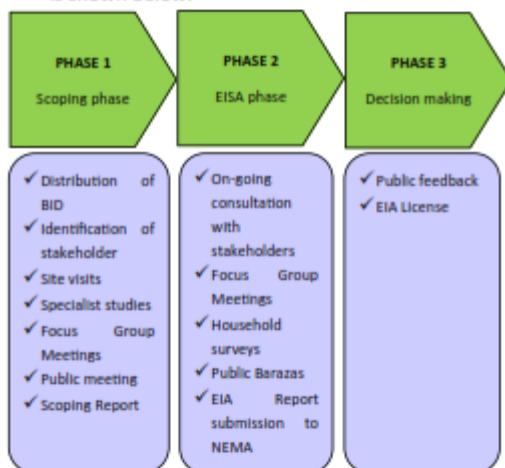 PHASE 1
Scoping phase
PHASE 2
EISA phase
PHASE 3
Decision making
✓ Distribution of
BID
✓ Identification of
stakeholder
✓ Site visits
✓ Specialist studies
✓ Focus Group
Meetings
✓ Public meeting
✓ Scoping Report
✓ On-going
consultation
with
stakeholders
✓ Focus Group
Meetings
✓ Household
surveys
✓ Public Barazas
✓ EIA Report
submission to
NEMA
✓ Public feedback
✓ EIA License